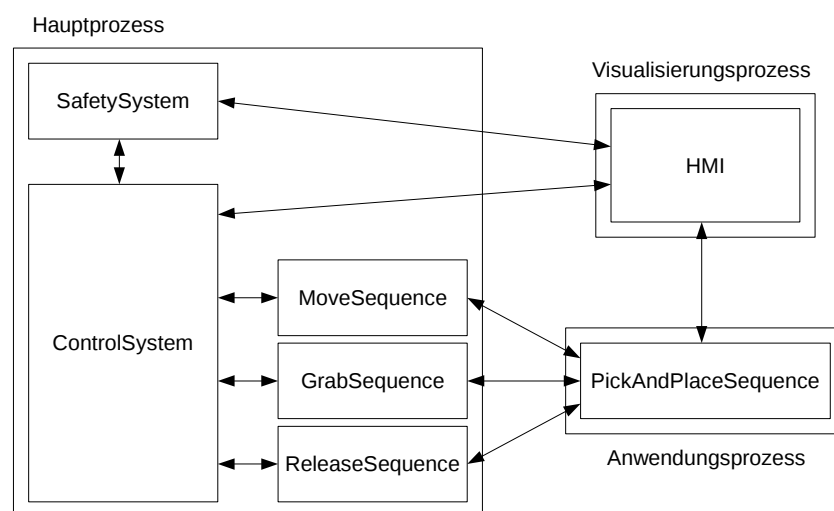 Hauptprozess
Visualisierungsprozess
SafetySystem
HMI
MoveSequence
ControlSystem
GrabSequence
PickAndPlaceSequence
ReleaseSequence
Anwendungsprozess